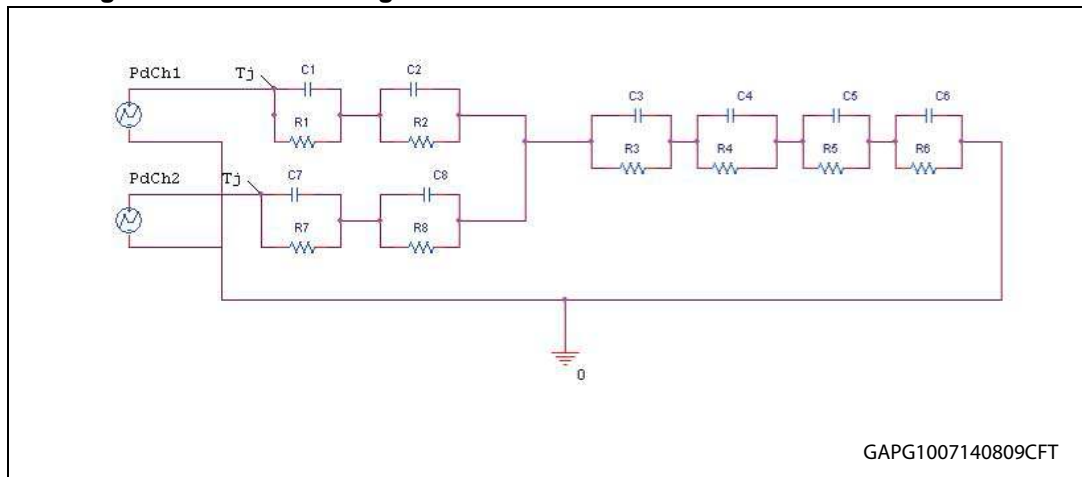 PdCh1
Tj
C1
C2
R1
R2
C3
C4
C5
C6
R3
R4
R5
R6
PdCh2
Tj
C7
C8
R7
R8
0
GAPG1007140809CFT